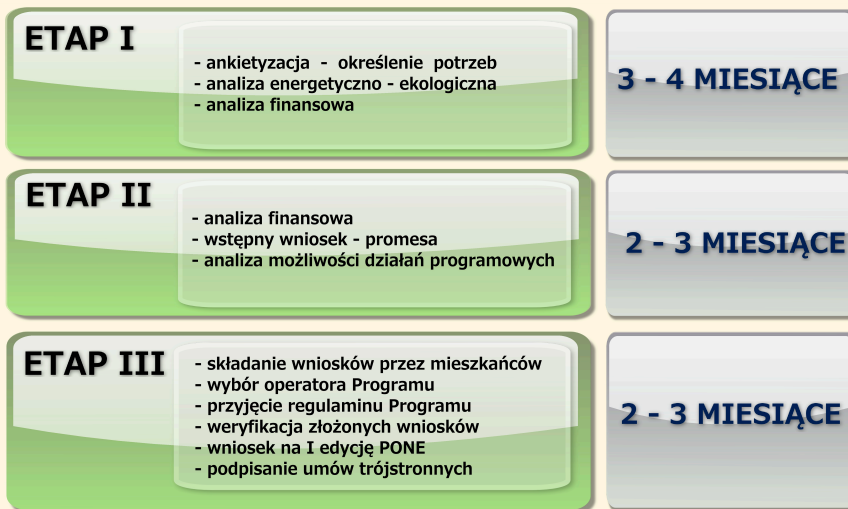 ETAP I
- ankietyzacja - określenie potrzeb
- analiza energetyczno - ekologiczna
- analiza finansowa
3 - 4 MIESIĄCE
ETAP II
- analiza finansowa
- wstępny wniosek - promesa
- analiza możliwości działań programowych
2 - 3 MIESIĄCE
ETAP III
- składanie wniosków przez mieszkańców
- wybór operatora Programu
- przyjęcie regulaminu Programu
- weryfikacja złożonych wniosków
- wniosek na I edycję PONE
- podpisanie umów trójstronnych
2 - 3 MIESIĄCE